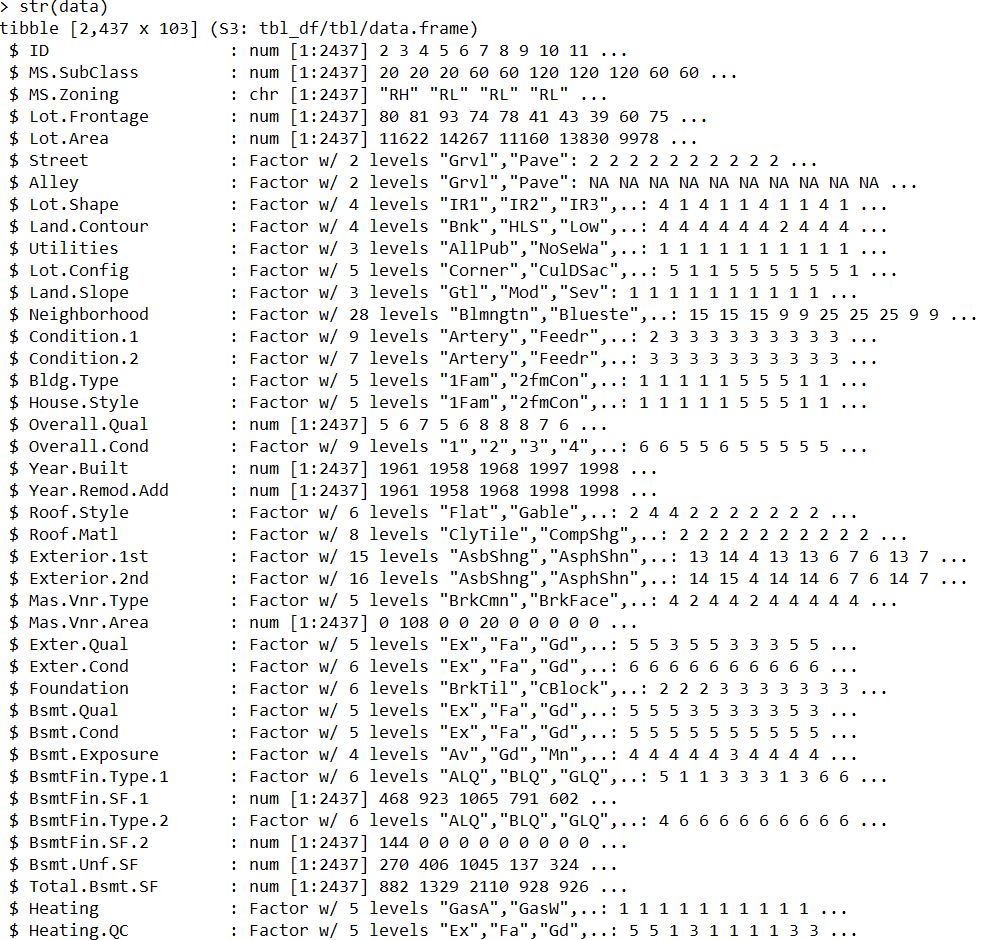 > str(data)
tibble [2,437 x 103] (S3: tbl_df/tbl/data.frame)
 $ ID                 : num [1:2437] 2 3 4 5 6 7 8 9 10 11 ...
 $ MS.SubClass        : num [1:2437] 20 20 20 60 60 120 120 120 60 60 ...
 $ MS.Zoning          : chr [1:2437] "RH" "RL" "RL" "RL" ...
 $ Lot.Frontage       : num [1:2437] 80 81 93 74 78 41 43 39 60 75 ...
 $ Lot.Area           : num [1:2437] 11622 14267 11160 13830 9978 ...
 $ Street             : Factor w/ 2 levels "Grvl","Pave": 2 2 2 2 2 2 2 2 2 2 ...
 $ Alley              : Factor w/ 2 levels "Grvl","Pave": NA NA NA NA NA NA NA NA NA NA ...
 $ Lot.Shape          : Factor w/ 4 levels "IR1","IR2","IR3",..: 4 1 4 1 1 4 1 1 4 1 ...
 $ Land.Contour       : Factor w/ 4 levels "Bnk","HLS","Low",..: 4 4 4 4 4 4 2 4 4 4 ...
 $ Utilities          : Factor w/ 3 levels "AllPub","NoSeWa",..: 1 1 1 1 1 1 1 1 1 1 ...
 $ Lot.Config         : Factor w/ 5 levels "Corner","CulDSac",..: 5 1 1 5 5 5 5 5 5 1 ...
 $ Land.Slope         : Factor w/ 3 levels "Gtl","Mod","Sev": 1 1 1 1 1 1 1 1 1 1 ...
 $ Neighborhood       : Factor w/ 28 levels "Blmngtn","Blueste",..: 15 15 15 9 9 25 25 25 9 9 ...
 $ Condition.1        : Factor w/ 9 levels "Artery","Feedr",..: 2 3 3 3 3 3 3 3 3 3 ...
 $ Condition.2        : Factor w/ 7 levels "Artery","Feedr",..: 3 3 3 3 3 3 3 3 3 3 ...
 $ Bldg.Type          : Factor w/ 5 levels "1Fam","2fmCon",..: 1 1 1 1 1 5 5 5 1 1 ...
 $ House.Style        : Factor w/ 5 levels "1Fam","2fmCon",..: 1 1 1 1 1 5 5 5 1 1 ...
 $ Overall.Qual       : num [1:2437] 5 6 7 5 6 8 8 8 7 6 ...
 $ Overall.Cond       : Factor w/ 9 levels "1","2","3","4",..: 6 6 5 5 6 5 5 5 5 5 ...
 $ Year.Built         : num [1:2437] 1961 1958 1968 1997 1998 ...
 $ Year.Remod.Add     : num [1:2437] 1961 1958 1968 1998 1998 ...
 $ Roof.Style         : Factor w/ 6 levels "Flat","Gable",..: 2 4 4 2 2 2 2 2 2 2 ...
 $ Roof.Matl          : Factor w/ 8 levels "ClyTile","CompShg",..: 2 2 2 2 2 2 2 2 2 2 ...
 $ Exterior.1st       : Factor w/ 15 levels "AsbShng","AsphShn",..: 13 14 4 13 13 6 7 6 13 7 ...
 $ Exterior.2nd       : Factor w/ 16 levels "AsbShng","AsphShn",..: 14 15 4 14 14 6 7 6 14 7 ...
 $ Mas.Vnr.Type       : Factor w/ 5 levels "BrkCmn","BrkFace",..: 4 2 4 4 2 4 4 4 4 4 ...
 $ Mas.Vnr.Area       : num [1:2437] 0 108 0 0 20 0 0 0 0 0 ...
 $ Exter.Qual         : Factor w/ 5 levels "Ex","Fa","Gd",..: 5 5 3 5 5 3 3 3 5 5 ...
 $ Exter.Cond         : Factor w/ 6 levels "Ex","Fa","Gd",..: 6 6 6 6 6 6 6 6 6 6 ...
 $ Foundation         : Factor w/ 6 levels "BrkTil","CBlock",..: 2 2 2 3 3 3 3 3 3 3 ...
 $ Bsmt.Qual          : Factor w/ 5 levels "Ex","Fa","Gd",..: 5 5 5 3 5 3 3 3 5 3 ...
 $ Bsmt.Cond          : Factor w/ 5 levels "Ex","Fa","Gd",..: 5 5 5 5 5 5 5 5 5 5 ...
 $ Bsmt.Exposure      : Factor w/ 4 levels "Av","Gd","Mn",..: 4 4 4 4 4 3 4 4 4 4 ...
 $ BsmtFin.Type.1     : Factor w/ 6 levels "ALQ","BLQ","GLQ",..: 5 1 1 3 3 3 1 3 6 6 ...
 $ BsmtFin.SF.1       : num [1:2437] 468 923 1065 791 602 ...
 $ BsmtFin.Type.2     : Factor w/ 6 levels "ALQ","BLQ","GLQ",..: 4 6 6 6 6 6 6 6 6 6 ...
 $ BsmtFin.SF.2       : num [1:2437] 144 0 0 0 0 0 0 0 0 0 ...
 $ Bsmt.Unf.SF        : num [1:2437] 270 406 1045 137 324 ...
 $ Total.Bsmt.SF      : num [1:2437] 882 1329 2110 928 926 ...
 $ Heating            : Factor w/ 5 levels "GasA","GasW",..: 1 1 1 1 1 1 1 1 1 1 ...
 $ Heating.QC         : Factor w/ 5 levels "Ex","Fa","Gd",..: 5 5 1 3 1 1 1 1 3 3 ...